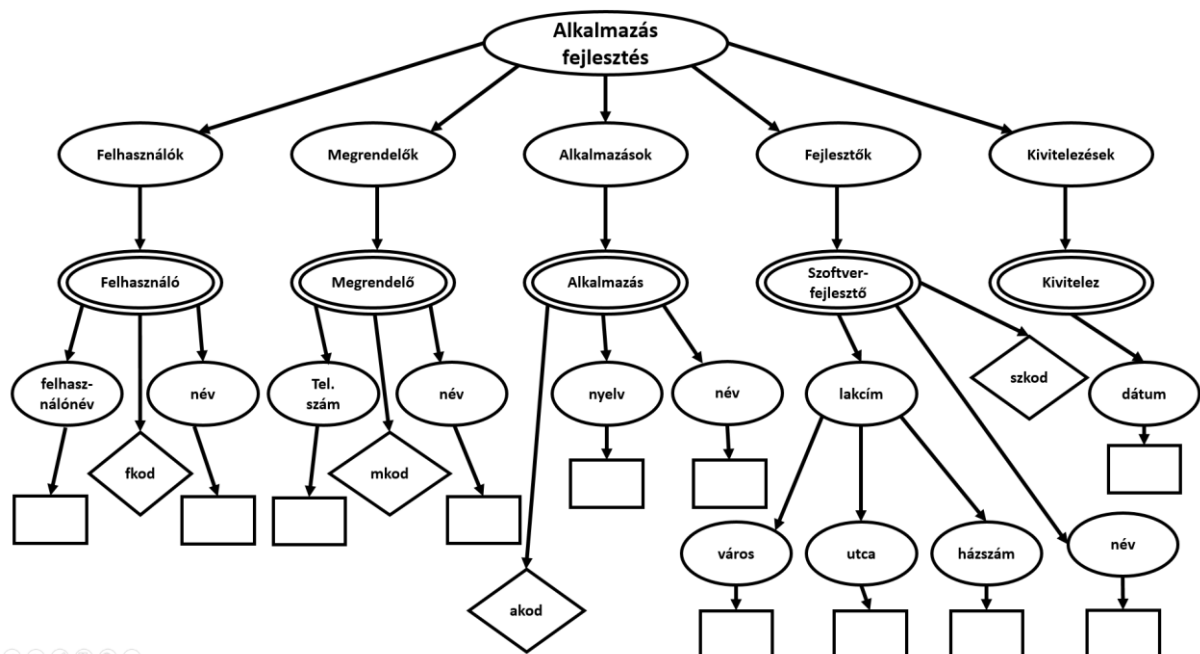 Alkalmazás
fejlesztés
Felhasználók
Megrendelők
Alkalmazások
Fejlesztők
Kivitelezések
Felhasználó
Megrendelő
Alkalmazás
Szoftver-
fejlesztő
Kivitelez
felhasz-
nálónév
név
Tel.
szám
név
nyelv
név
lakcím
szkod
dátum
fkod
mkod
város
utca
házszám
név
akod